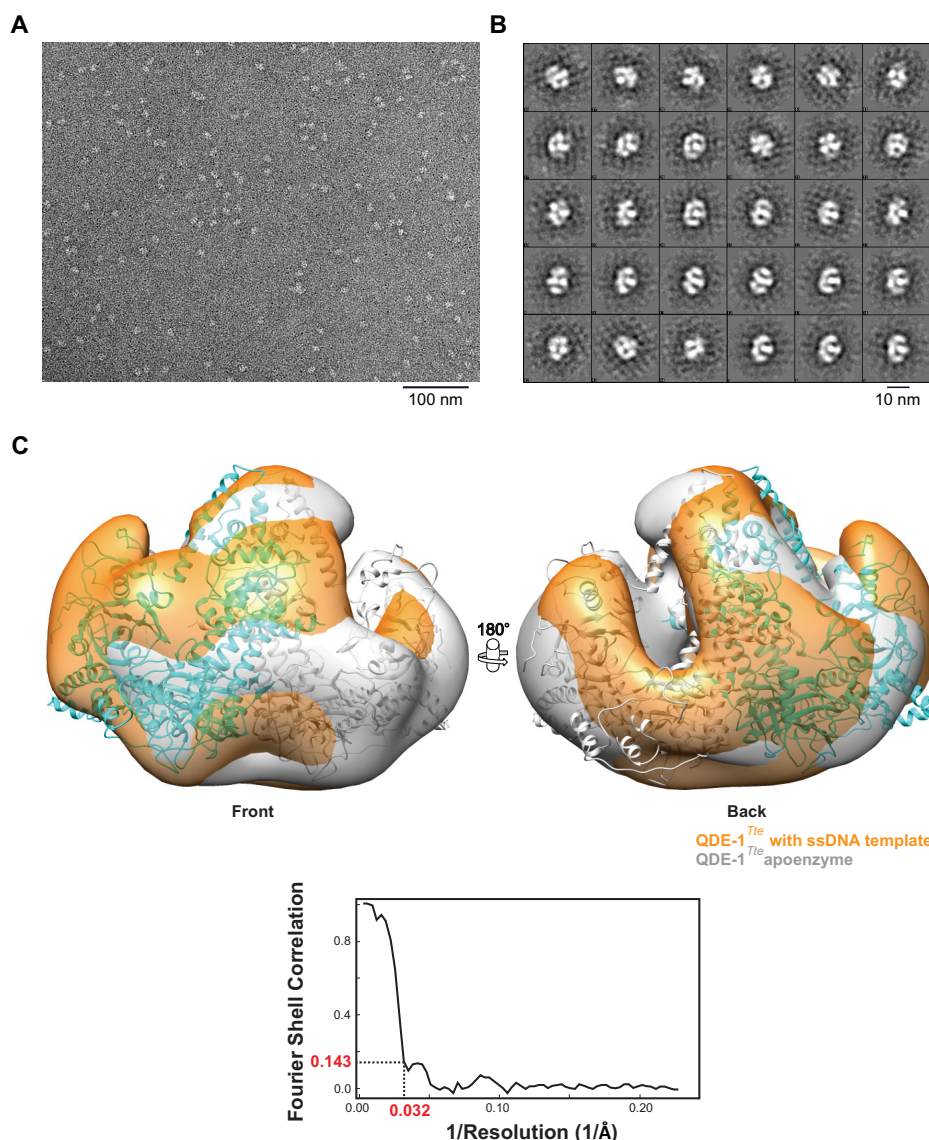 A
B
100 nm
10 nm
C
180°
Front
Back
QDE-1Tte with ssDNA template
QDE-1Tte apoenzyme
Fourier Shell Correlation
0.8
0.4
0.143
0.0
0.00
0.032
0.10
0.20
1/Resolution (1/Å)